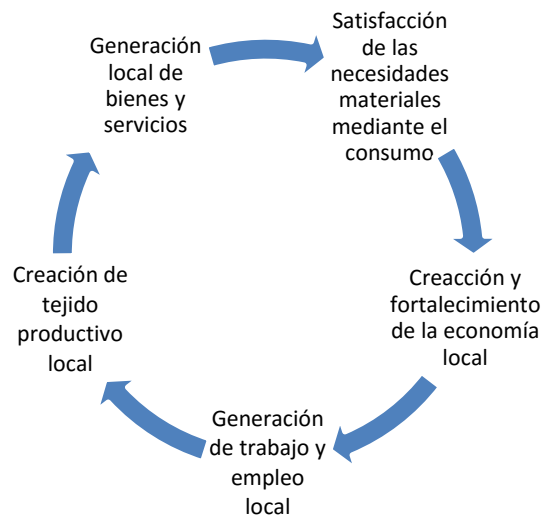 Generación
local de
bienes y
servicios
Satisfacción
de las
necesidades
materiales
mediante el
consumo
Creacción y
fortalecimiento
de la economía
local
Generación
de trabajo y
empleo
local
Creación de
tejido
productivo
local